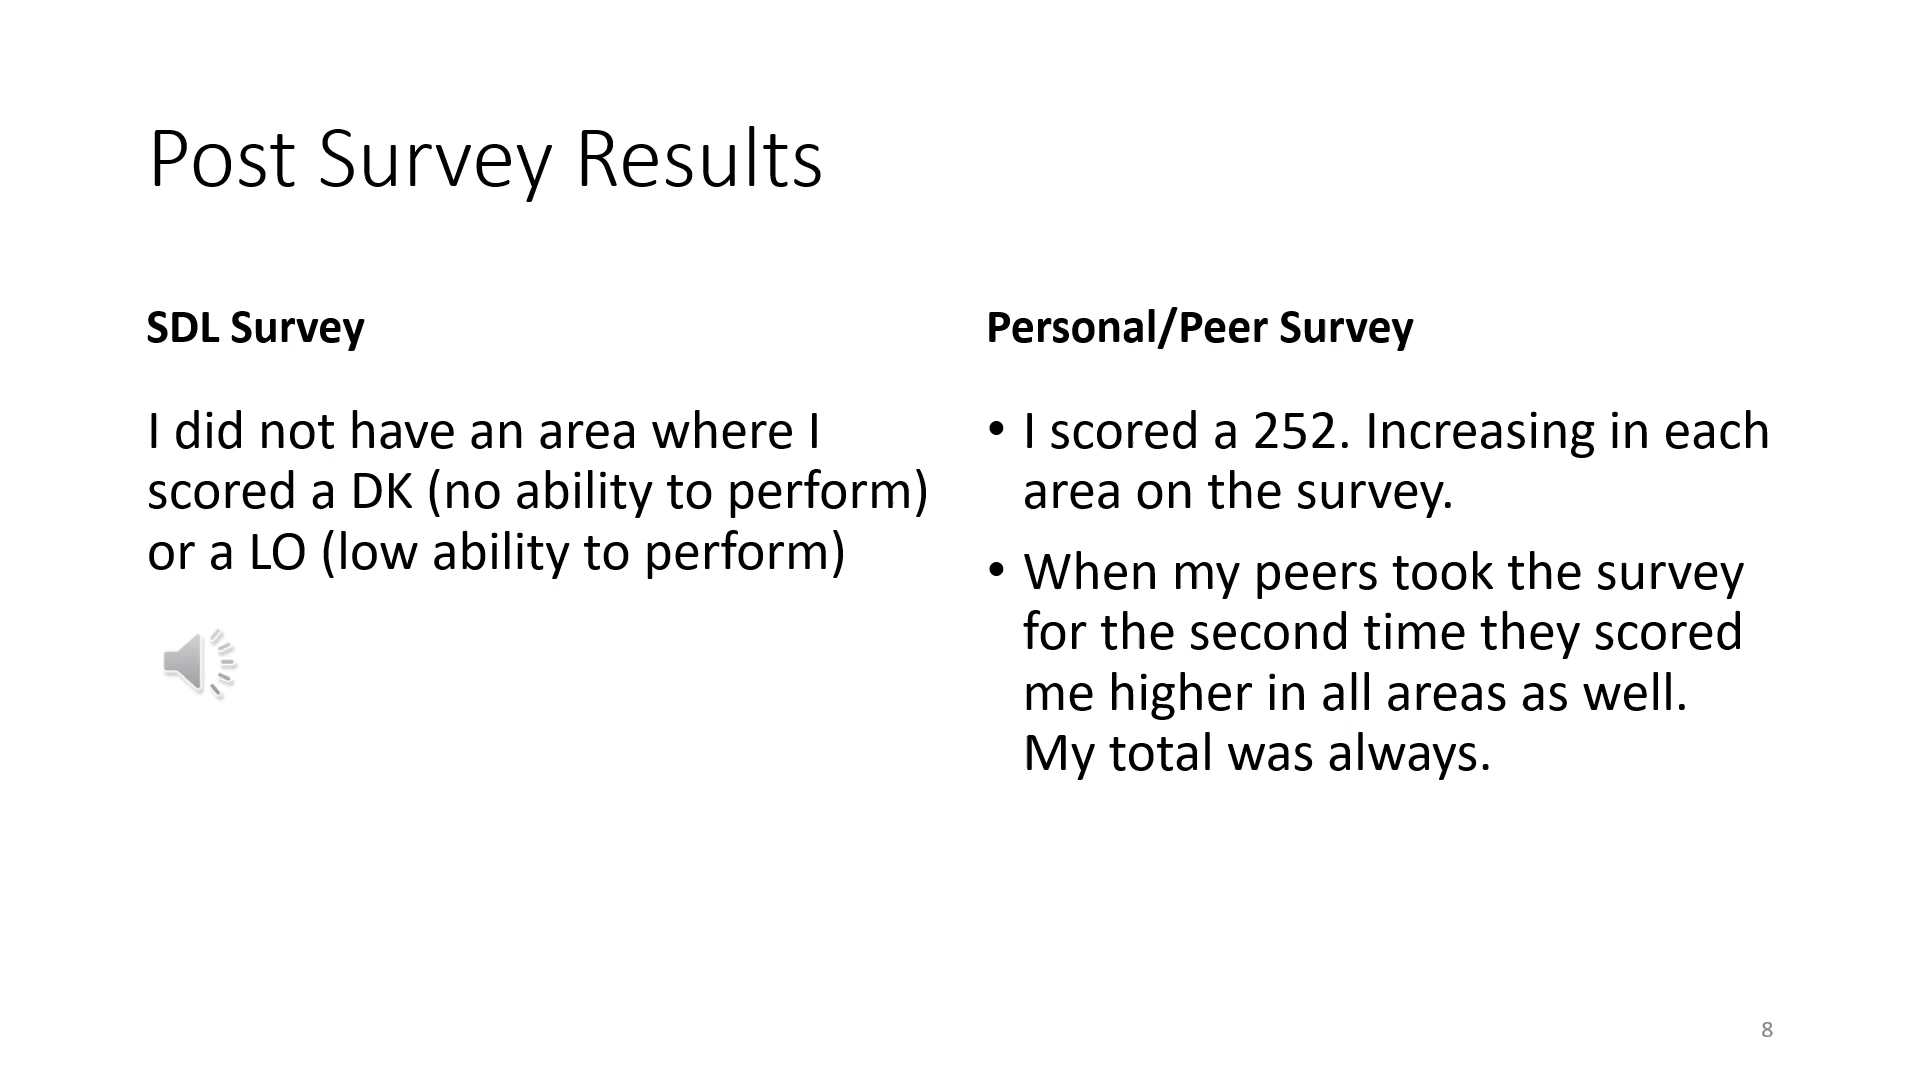 Post Survey Results
SDL Survey
I did not have an area where I
scored a DK (no ability to perform)
or a LO (low ability to perform)
Personal/Peer Survey
• I scored a 252. Increasing in each
area on the survey.
• When my peers took the survey
for the second time they scored
me higher in all areas as well.
My total was always.
8